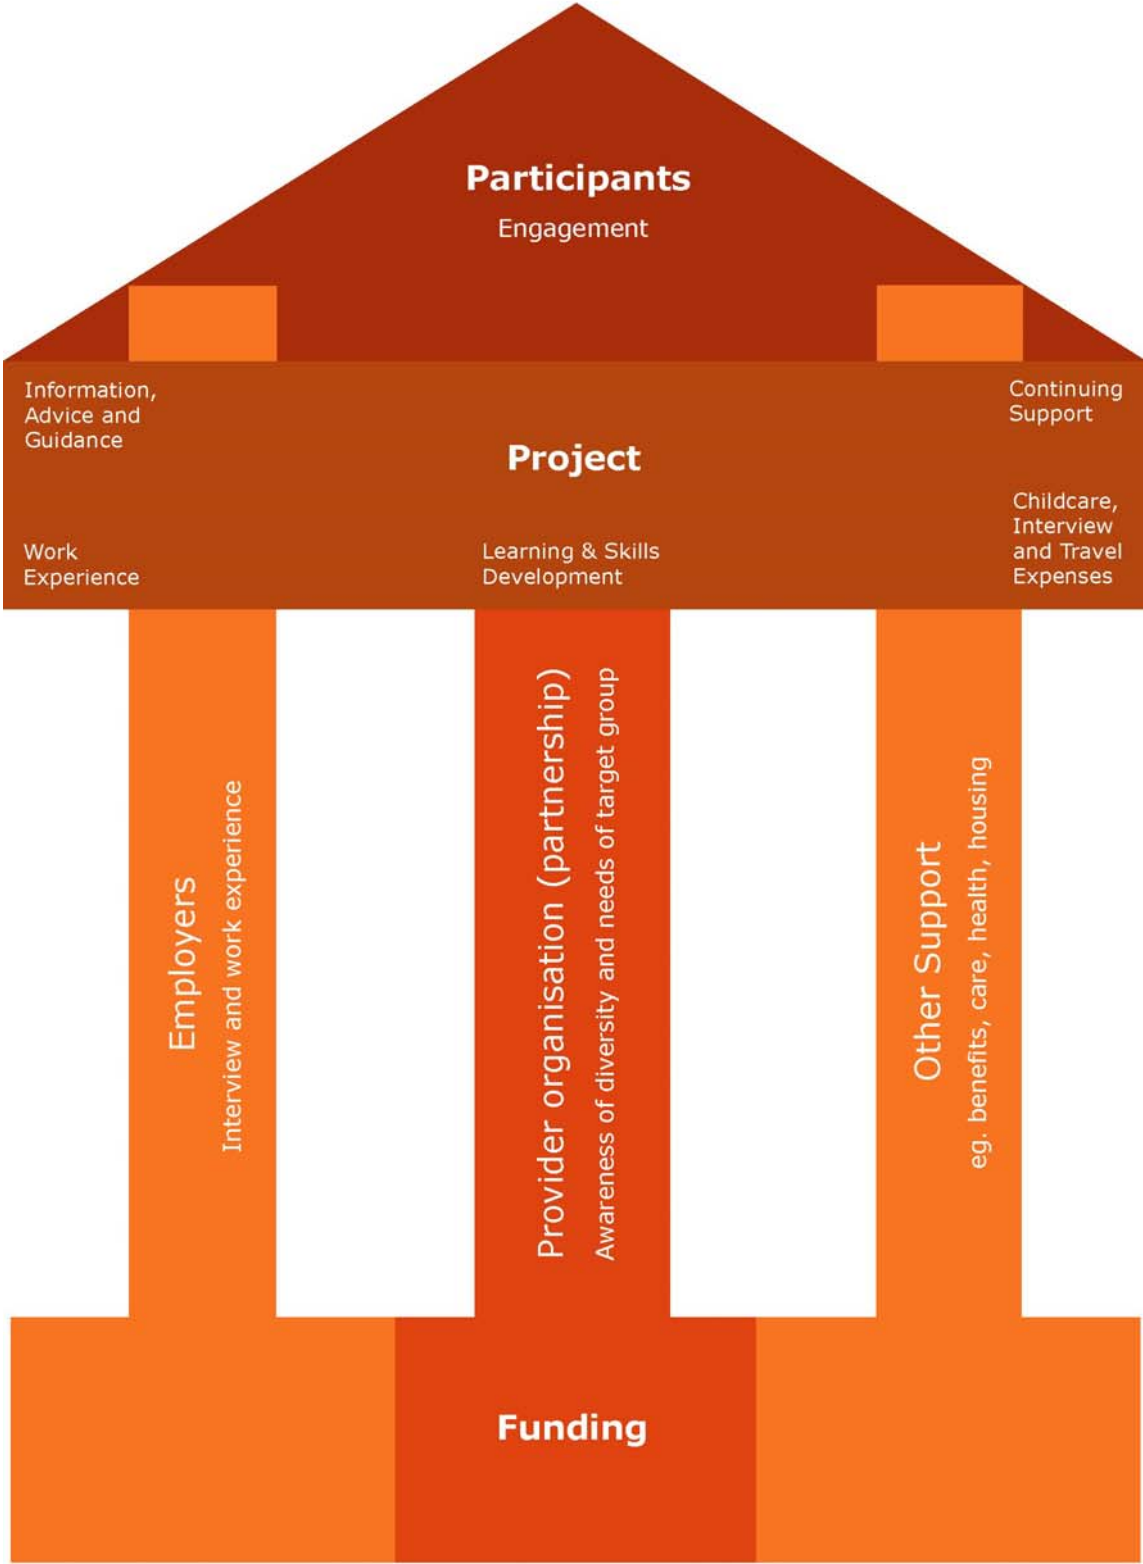 Participants
Engagement
Information,
Advice and
Guidance
Continuing
Support
Project
Work
Experience
Learning & Skills
Development
Childcare,
Interview
and Travel
Expenses
Employers
Interview and work experience
Provider organisation (partnership)
Awareness of diversity and needs of target group
Other Support
eg. benefits, care, health, housing
Funding